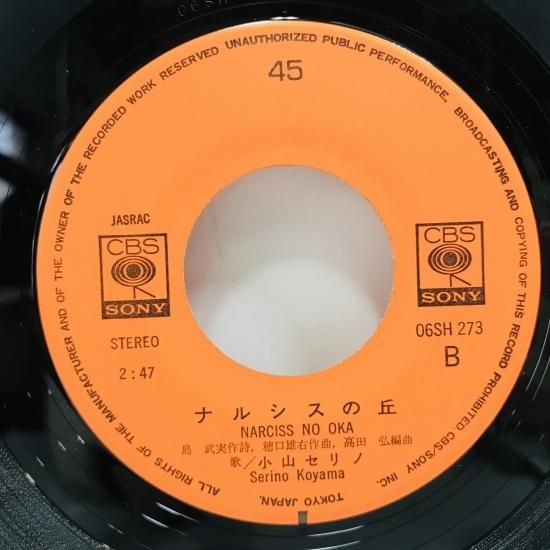 ALL RIGHTS OF THE MANUFACTURER AND OF THE OWNER OF THE RECORDED WORK RESERVED UNAUTHORIZED PUBLIC PERFORMANCE, BROADCASTING AND COPYING OF THIS RECORD PROHIBITED. CBS/SONY INC. TOKYO JAPAN.
45
JASRAC
CBS
SONY
CBS
SONY
STEREO
06SH 273
2:47
B
ナルシスの丘
NARCISS NO OKA
島 武実作詩, 穂口雄右作曲, 高田 弘編曲
歌/小山セリノ
Serino Koyama